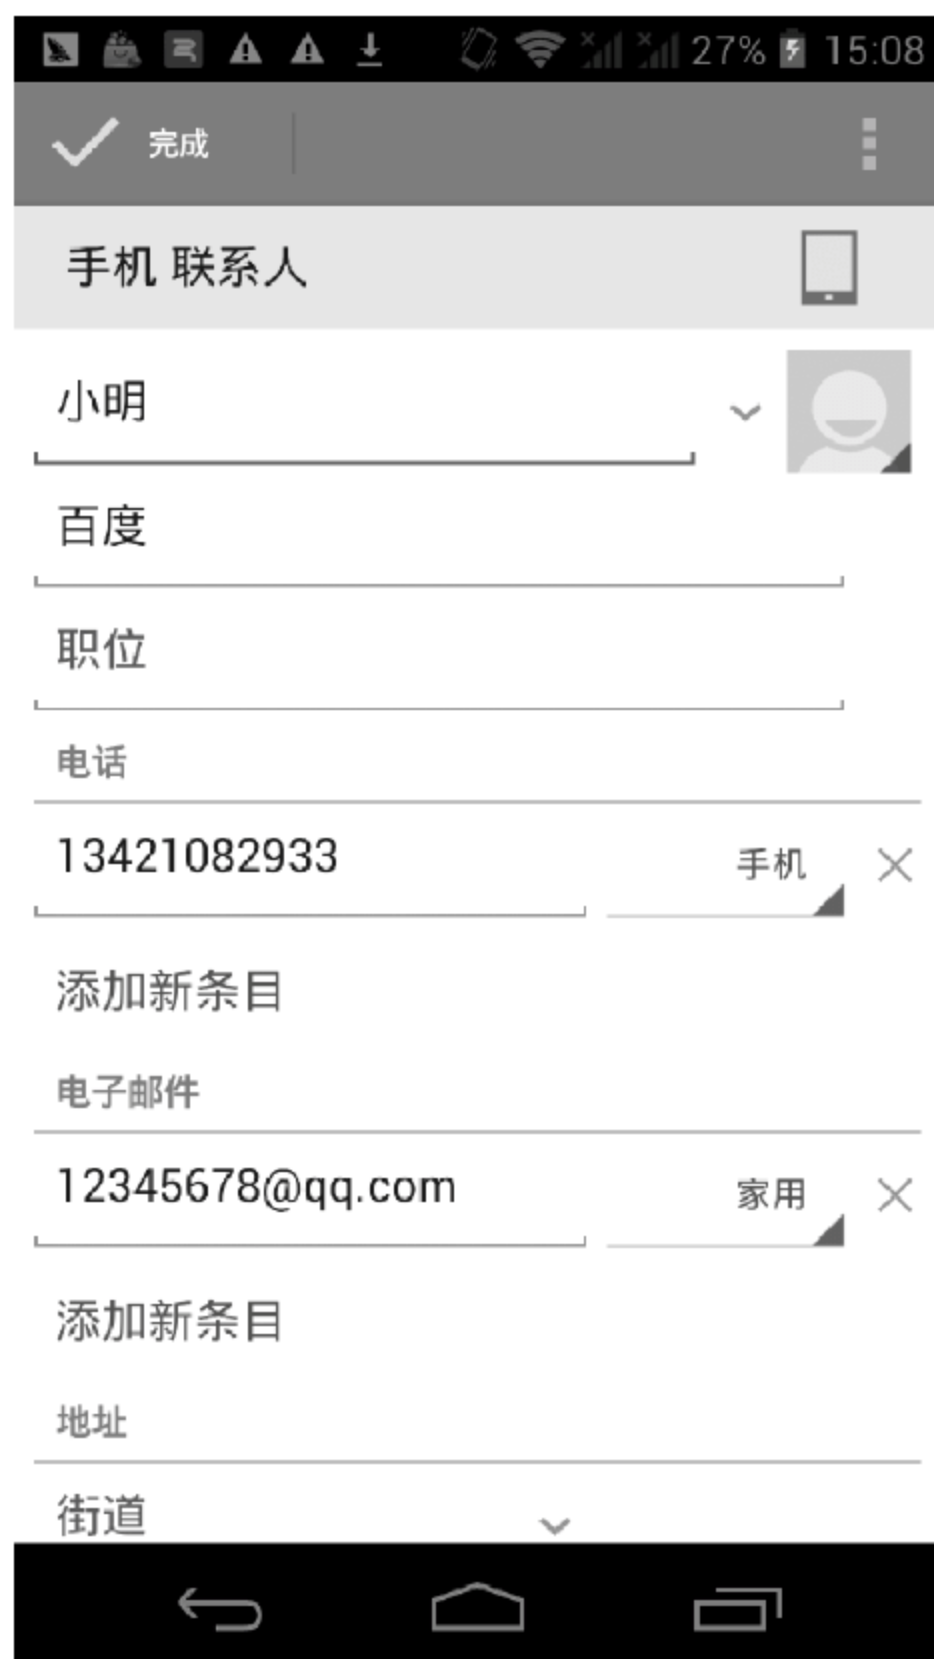 27% 15:08
完成
手机 联系人
小明
百度
职位
电话
13421082933 手机
添加新条目
电子邮件
12345678@qq.com 家用
添加新条目
地址
街道